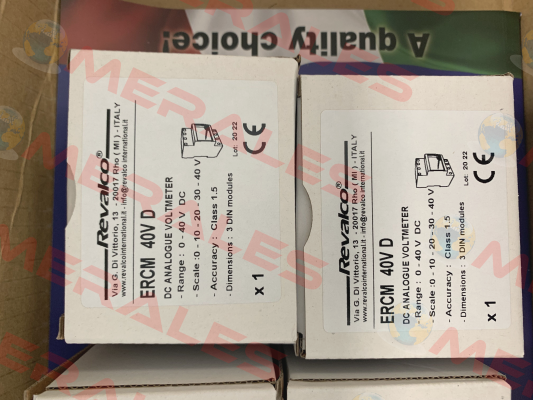 A quality choice!
Revalco®
Via G. Di Vittorio, 13 - 20017 Rho ( MI ) - ITALY
www.revalcointernational.it - info@revalco international.it
ERCM 40V D
DC ANALOGUE VOLTMETER
- Range : 0 - 40 V DC
- Scale : 0 - 10 - 20 - 30 - 40 V
- Accuracy : Class 1.5
- Dimensions : 3 DIN modules
x 1
Lot: 20 22
CE
Revalco®
Via G. Di Vittorio, 13 - 20017 Rho ( MI ) - ITALY
www.revalcointernational.it - info@revalco international.it
ERCM 40V D
DC ANALOGUE VOLTMETER
- Range : 0 - 40 V DC
- Scale : 0 - 10 - 20 - 30 - 40 V
- Accuracy : Class 1.5
- Dimensions : 3 DIN modules
x 1
Lot: 20 22
CE
MERALES
MERALES
MERALES